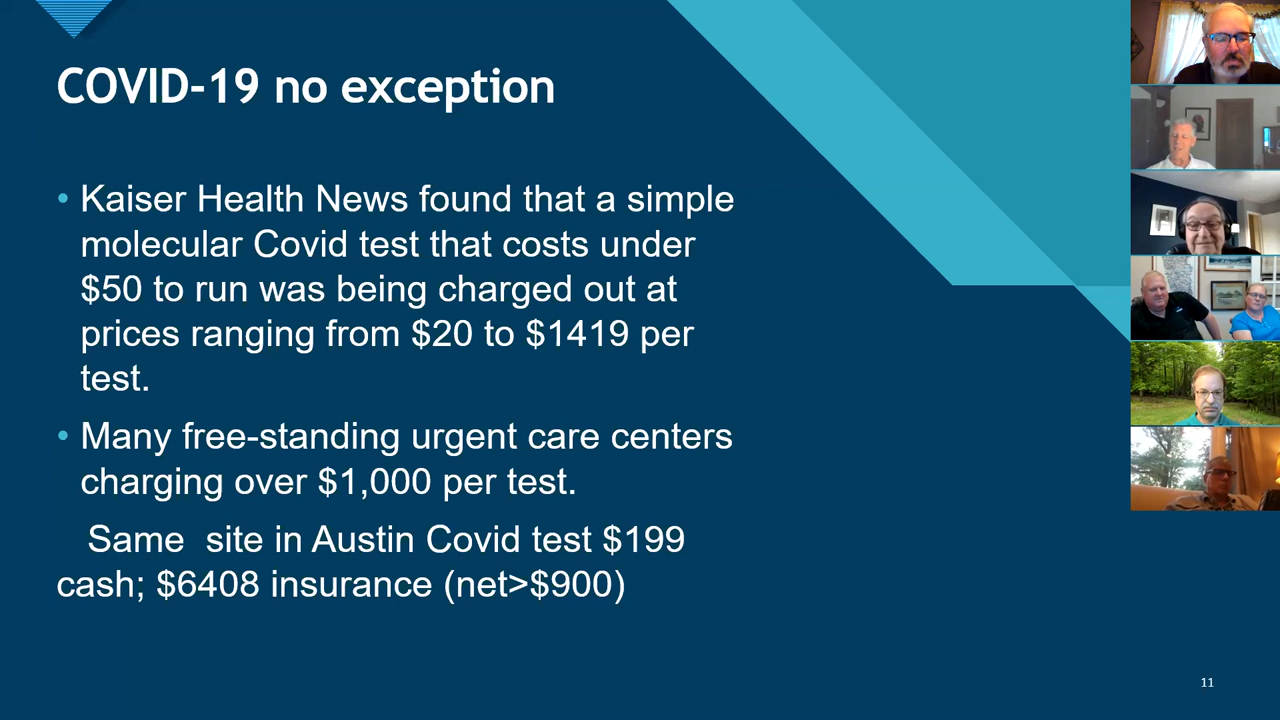 COVID-19 no exception
• Kaiser Health News found that a simple
molecular Covid test that costs under
$50 to run was being charged out at
prices ranging from $20 to $1419 per
test.
• Many free-standing urgent care centers
charging over $1,000 per test.
Same  site in Austin Covid test $199
cash; $6408 insurance (net>$900)
11